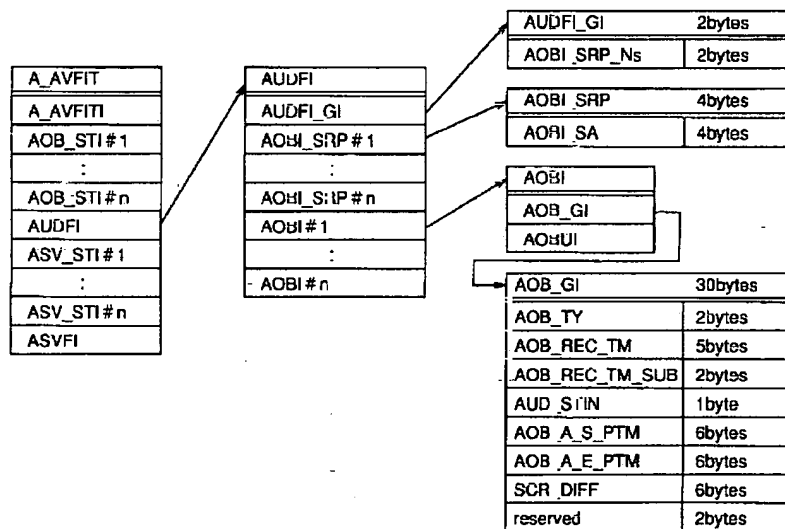 A_AVFIT
A_AVFITI
AOB_STI#1
:
AOB_STI#n
AUDFI
ASV_STI#1
:
ASV_STI#n
ASVFI
AUDFI
AUDFI_GI
AOBI_SRP#1
:
AOBI_SRP#n
AOBI#1
:
AOBI#n
AUDFI_GI 2bytes
AOBI_SRP_Ns 2bytes
AOBI_SRP 4bytes
AOBI_SA 4bytes
AOBI
AOB_GI
AOBUI
AOB_GI 30bytes
AOB_TY 2bytes
AOB_REC_TM 5bytes
AOB_REC_TM_SUB 2bytes
AUD_STIN 1byte
AOB_A_S_PTM 6bytes
AOB_A_E_PTM 6bytes
SCR_DIFF 6bytes
reserved 2bytes